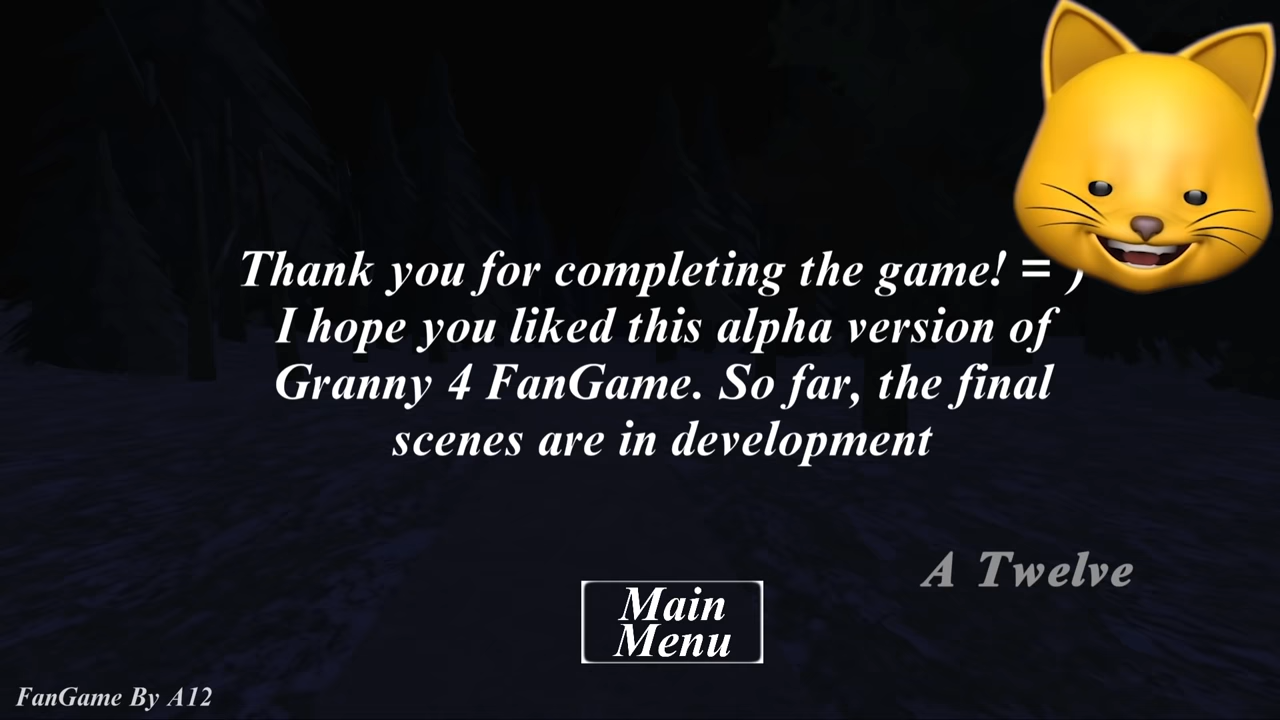 Thank you for completing the game! = )
I hope you liked this alpha version of
Granny 4 FanGame. So far, the final
scenes are in development
A Twelve
Main
Menu
FanGame By A12